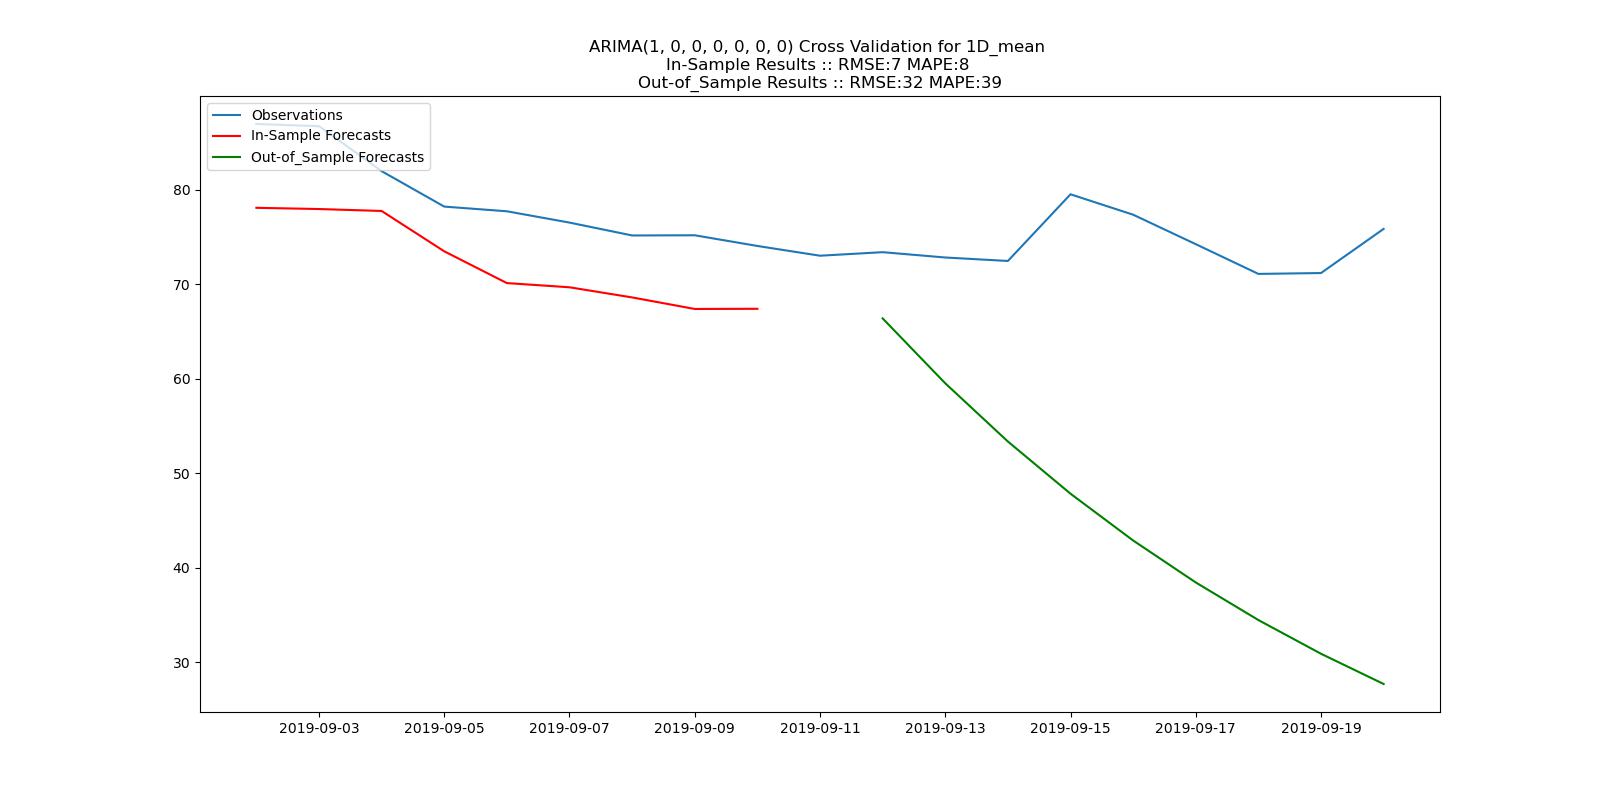 ARIMA(1, 0, 0, 0, 0, 0, 0) Cross Validation for 1D_mean
In-Sample Results :: RMSE:7 MAPE:8
Out-of_Sample Results :: RMSE:32 MAPE:39
Observations
In-Sample Forecasts
Out-of_Sample Forecasts
80
70
60
50
40
30
2019-09-03 2019-09-05 2019-09-07 2019-09-09 2019-09-11 2019-09-13 2019-09-15 2019-09-17 2019-09-19